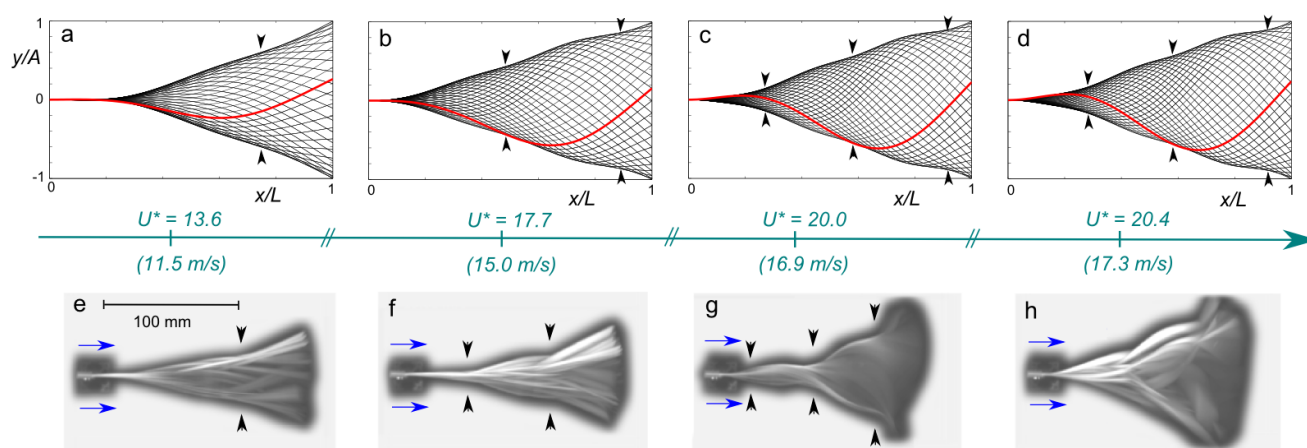 a b c d
y/A
1
0
-1
0 x/L 1
0 x/L 1
0 x/L 1
0 x/L 1
U* = 13.6 U* = 17.7 U* = 20.0 U* = 20.4
(11.5 m/s) (15.0 m/s) (16.9 m/s) (17.3 m/s)
e f g h
100 mm